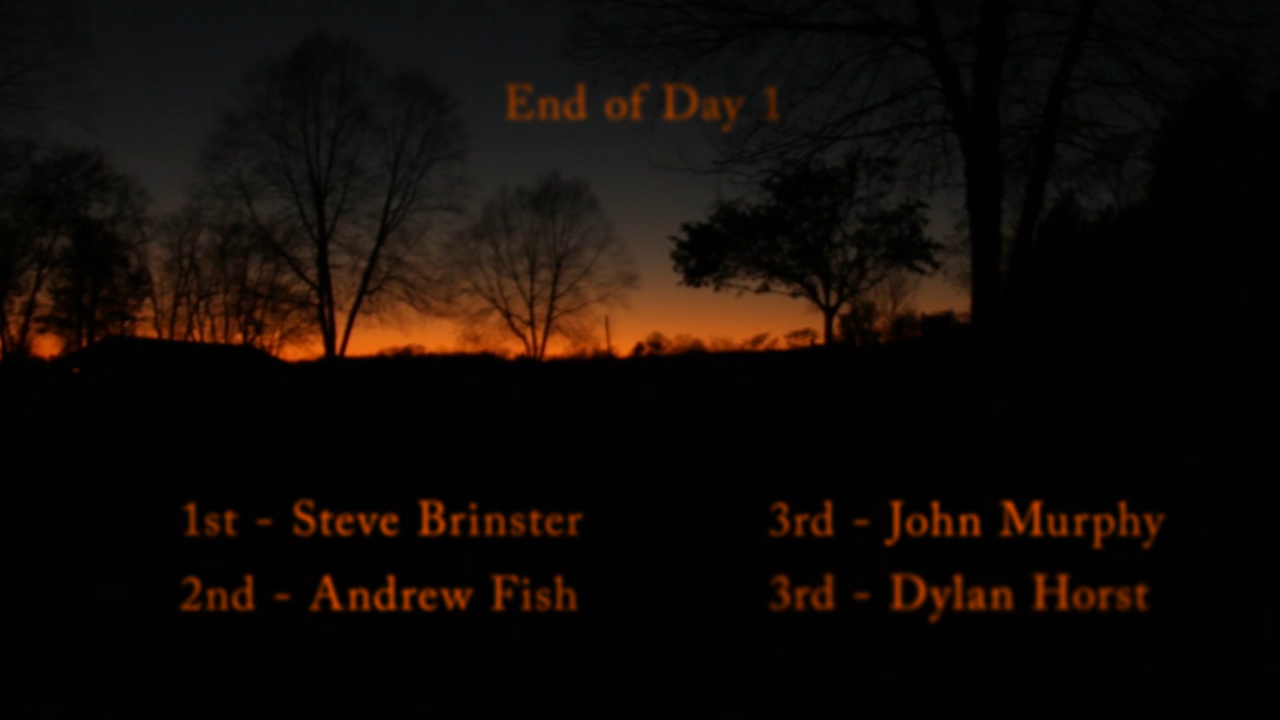 End of Day 1
1st - Steve Brinster
2nd - Andrew Fish
3rd - John Murphy
3rd - Dylan Horst